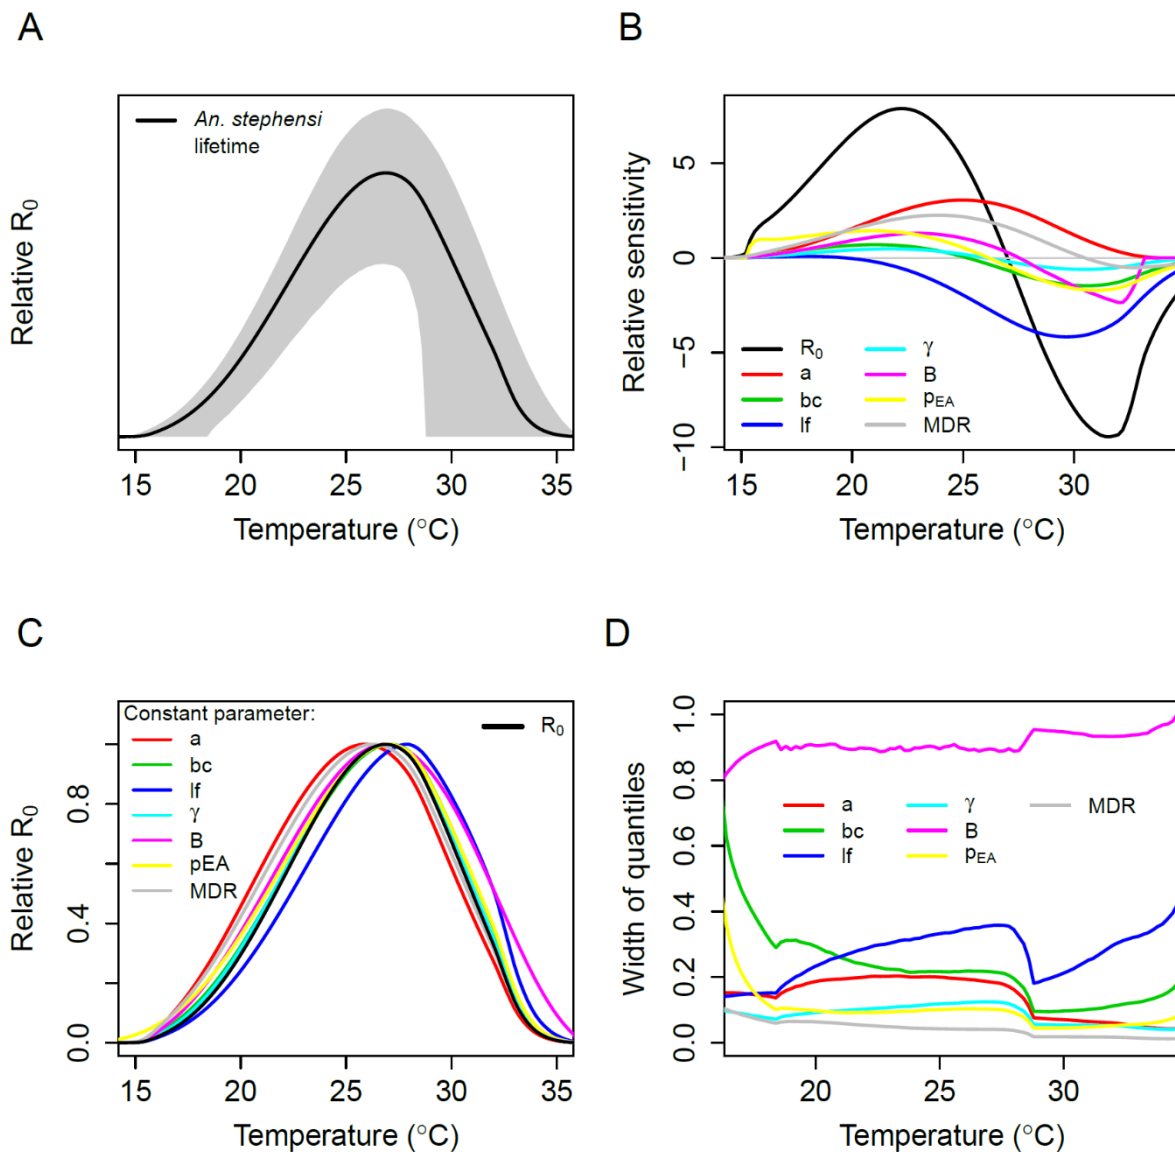 A
An. stephensi
lifetime
Relative R0
15 20 25 30 35
Temperature (°C)
B
Relative sensitivity
5
0
−5
−10
R0
a
bc
lf
γ
B
pEA
MDR
15 20 25 30
Temperature (°C)
C
Constant parameter:
a
bc
lf
γ
B
pEA
MDR
R0
Relative R0
0.8
0.4
0.0
15 20 25 30 35
Temperature (°C)
D
Width of quantiles
1.0
0.8
0.6
0.4
0.2
0.0
a
bc
lf
γ
B
pEA
MDR
20 25 30
Temperature (°C)